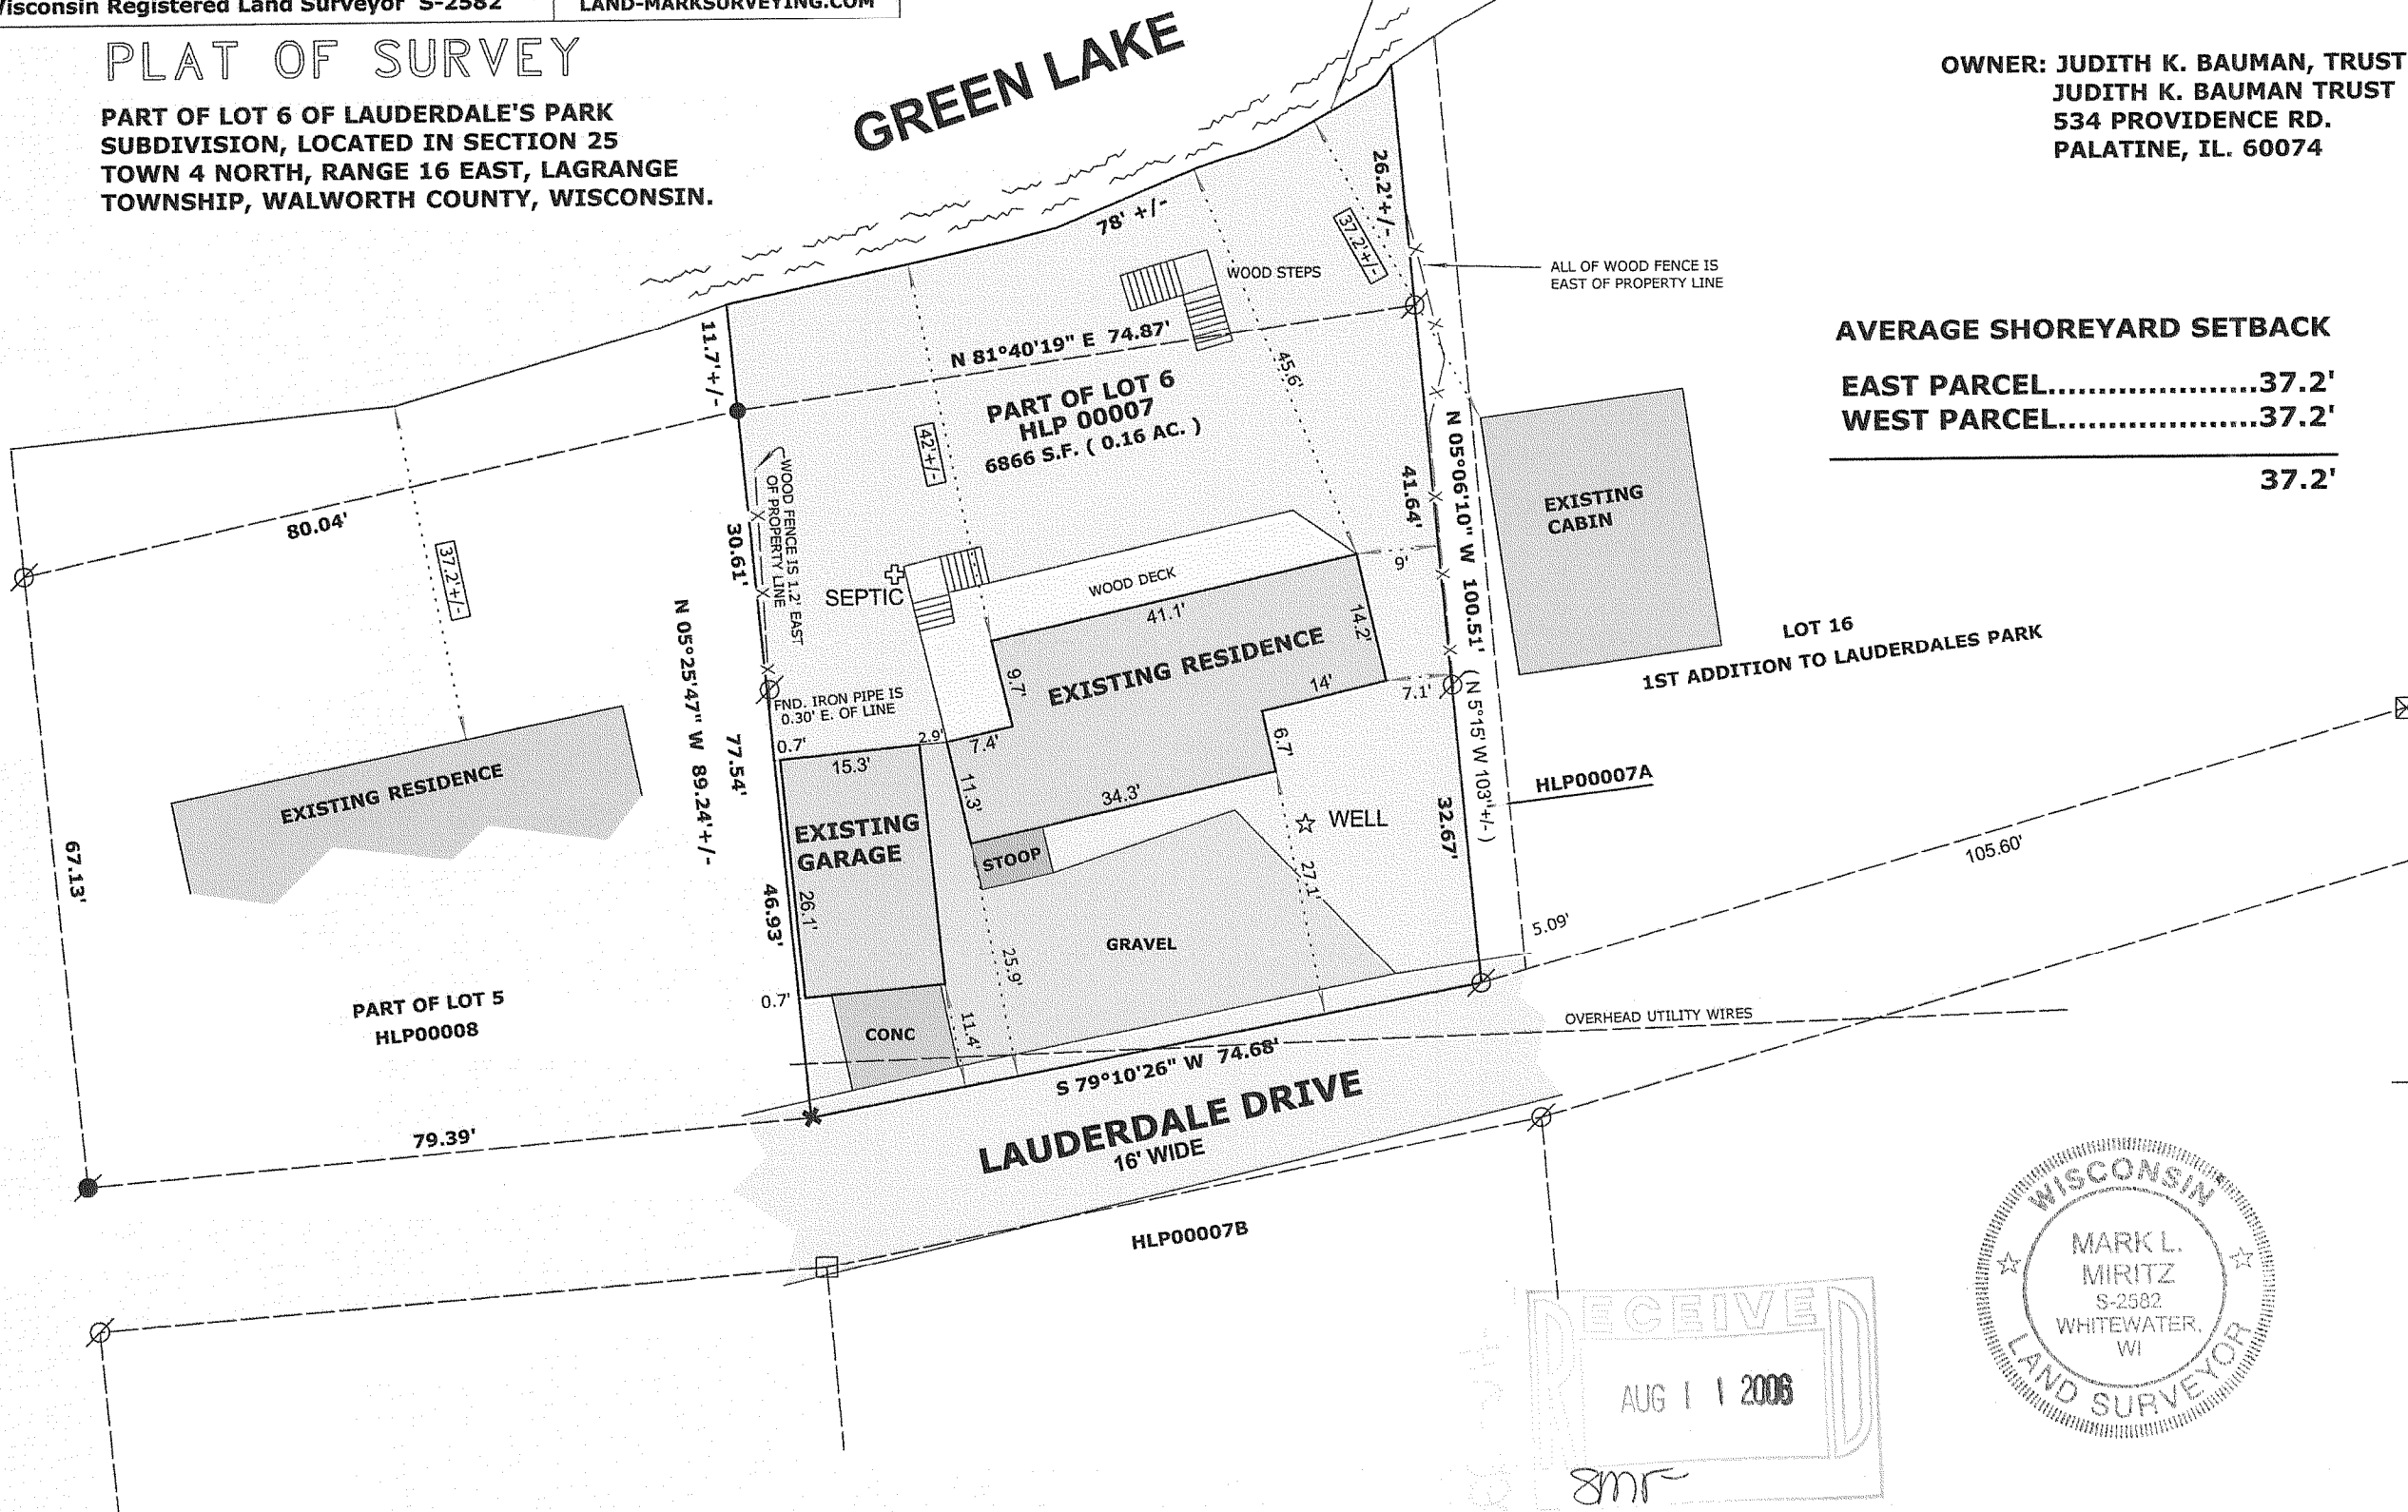 Wisconsin Registered Land Surveyor S-2582
LAND-MARKSURVEYING.COM
PLAT OF SURVEY
PART OF LOT 6 OF LAUDERDALE'S PARK
SUBDIVISION, LOCATED IN SECTION 25
TOWN 4 NORTH, RANGE 16 EAST, LAGRANGE
TOWNSHIP, WALWORTH COUNTY, WISCONSIN.
GREEN LAKE
OWNER: JUDITH K. BAUMAN, TRUST
JUDITH K. BAUMAN TRUST
534 PROVIDENCE RD.
PALATINE, IL. 60074
78' +/-
26.2'+/-
37.2'+/-
WOOD STEPS
ALL OF WOOD FENCE IS
EAST OF PROPERTY LINE
AVERAGE SHOREYARD SETBACK
EAST PARCEL.....................37.2'
WEST PARCEL....................37.2'
37.2'
11.7'+/-
N 81°40'19" E 74.87'
45.6'
PART OF LOT 6
HLP 00007
6866 S.F. ( 0.16 AC. )
42'+/-
WOOD FENCE IS 1.2' EAST
OF PROPERTY LINE
30.61'
80.04'
37.2'+/-
41.64'
N 05°06'10" W 100.51'
( N 5°15' W 103'+/- )
EXISTING
CABIN
9'
SEPTIC
WOOD DECK
41.1'
14.2'
EXISTING RESIDENCE
9.7'
14'
7.1'
LOT 16
1ST ADDITION TO LAUDERDALES PARK
N 05°25'47" W 89.24'+/-
FND. IRON PIPE IS
0.30' E. OF LINE
0.7'
2.9'
7.4'
6.7'
77.54'
15.3'
11.3'
34.3'
EXISTING RESIDENCE
EXISTING
GARAGE
STOOP
WELL
HLP00007A
32.67'
105.60'
67.13'
46.93'
26.1'
27.1'
25.9'
GRAVEL
5.09'
PART OF LOT 5
HLP00008
0.7'
CONC
11.4'
OVERHEAD UTILITY WIRES
S 79°10'26" W 74.68'
LAUDERDALE DRIVE
16' WIDE
79.39'
HLP00007B
RECEIVED
AUG 11 2006
WISCONSIN
MARK L.
MIRITZ
S-2582
WHITEWATER,
WI
LAND SURVEYOR